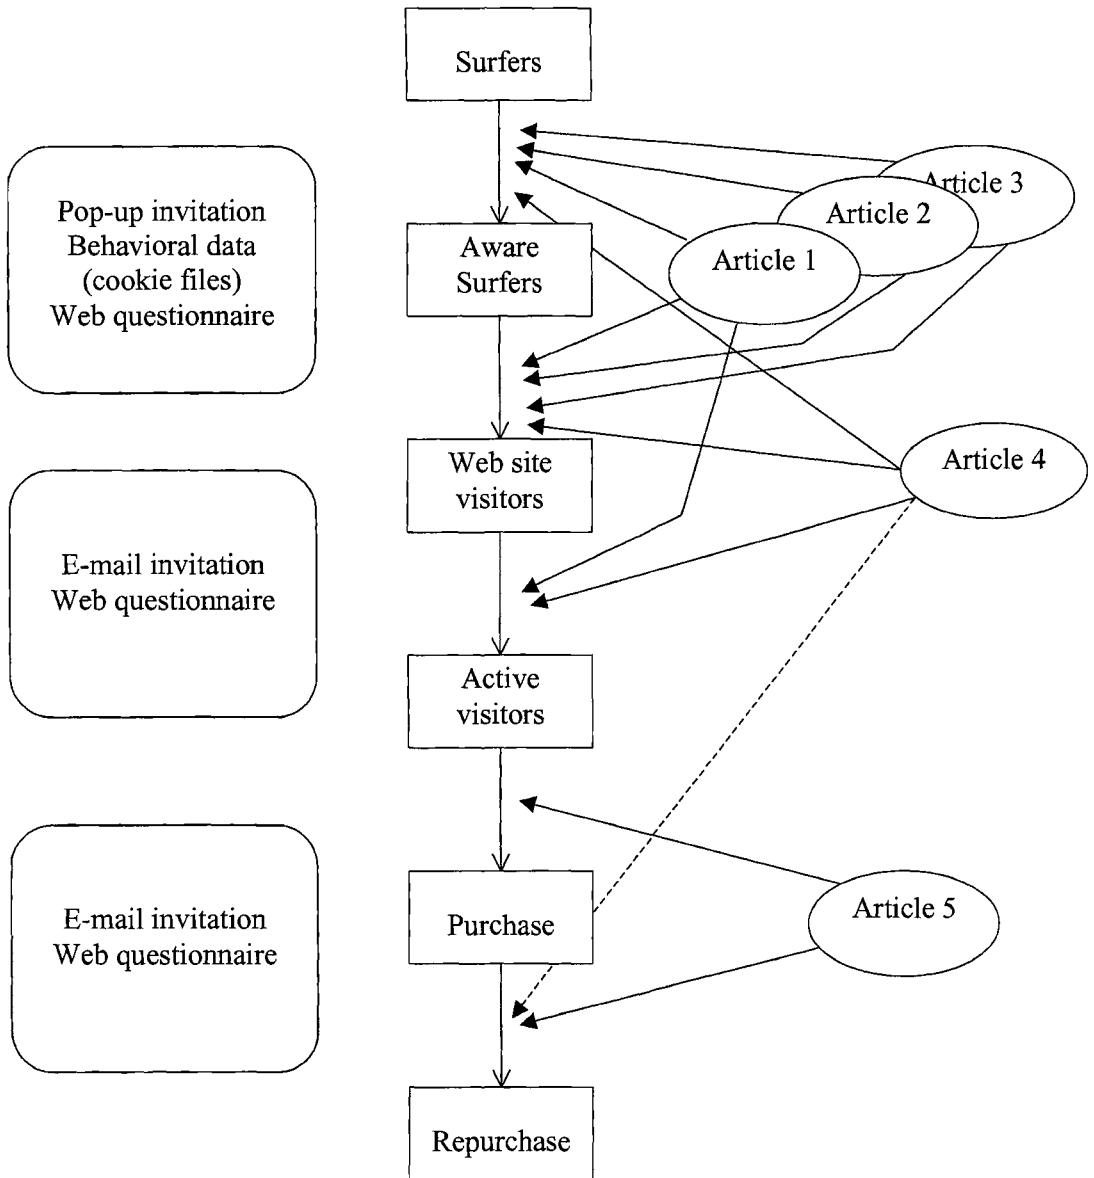 Surfers
Pop-up invitation
Behavioral data
(cookie files)
Web questionnaire
Article 3
Article 2
Article 1
Aware
Surfers
Web site
visitors
Article 4
E-mail invitation
Web questionnaire
Active
visitors
E-mail invitation
Web questionnaire
Purchase
Article 5
Repurchase